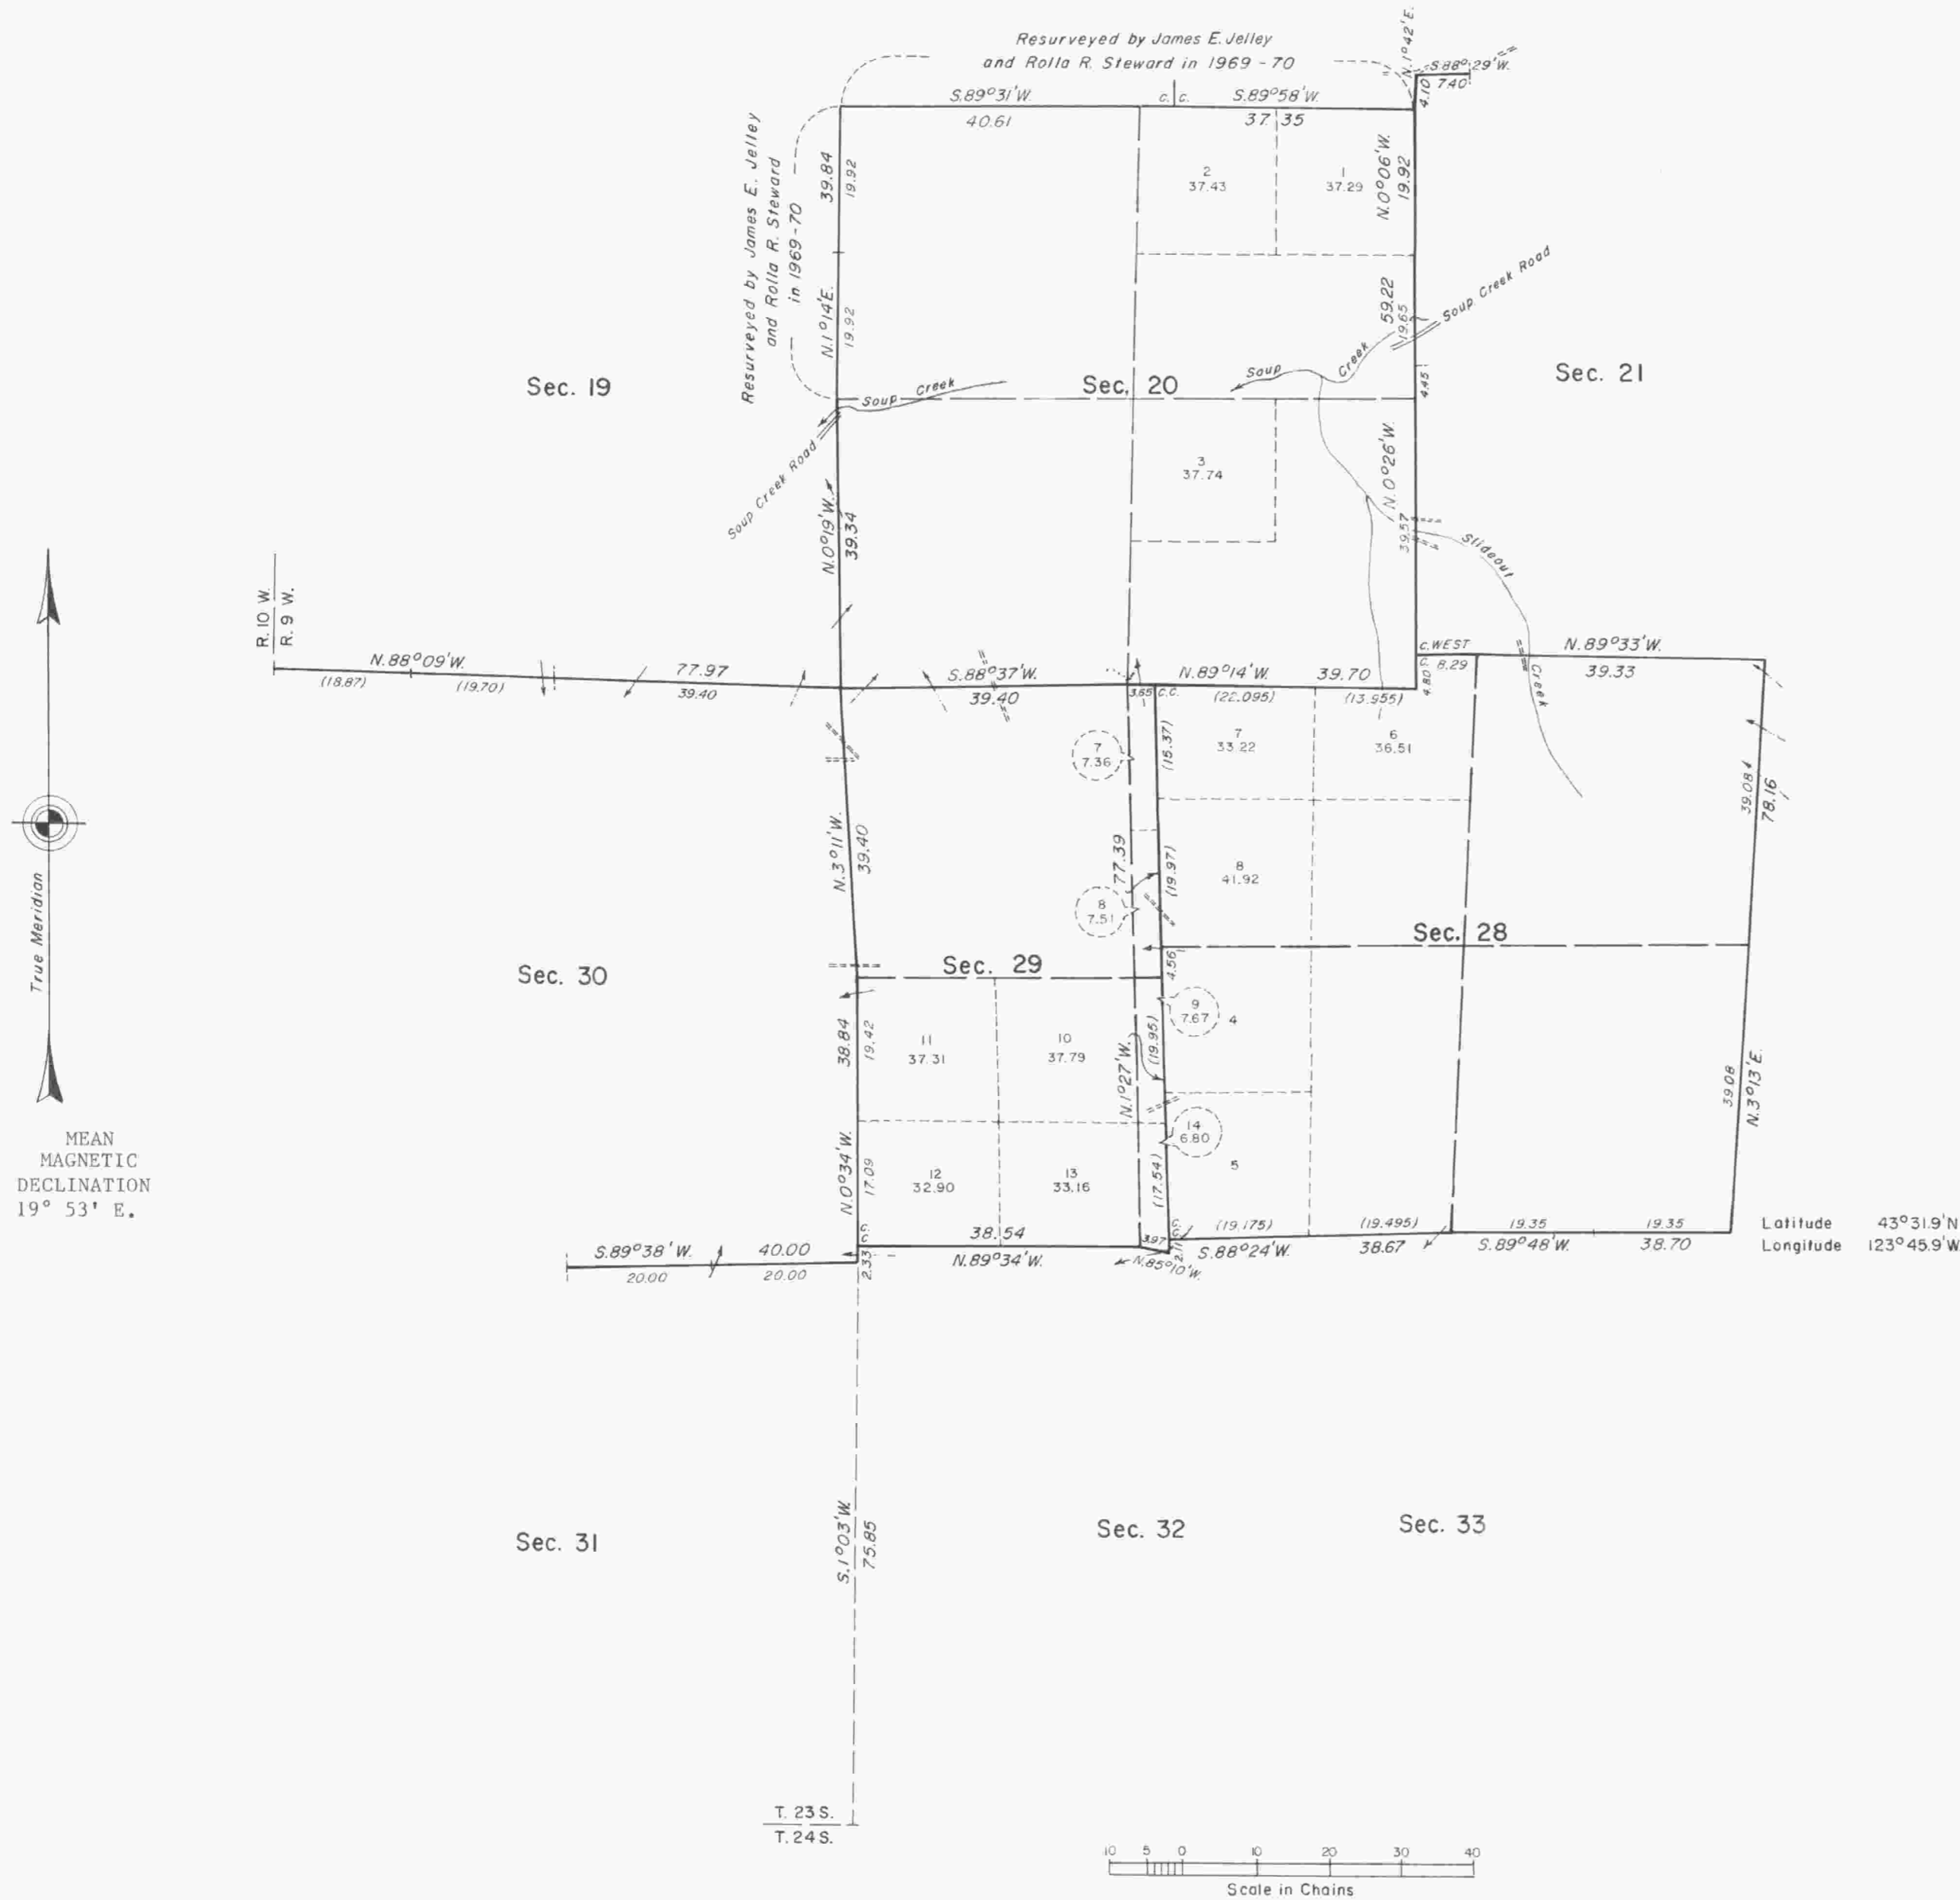 Resurveyed by James E. Jelley
and Rolla R. Steward in 1969-70
N.1°42'E.
S.88°29'W.
7.40
4.10
S.89°31'W.
C. C.
S.89°58'W.
40.61
37.35
Resurveyed by James E. Jelley
and Rolla R. Steward
in 1969-70
39.84
19.92
2
37.43
1
37.29
N.0°06'W.
19.92
N.1°14'E.
19.92
59.22
19.65
Soup Creek Road
Sec. 19
Soup Creek
Sec. 20
Soup Creek
4.45
Sec. 21
Soup Creek Road
3
37.74
N.0°26'W.
39.57
Slideout Creek
N.0°19'W.
39.34
R.10 W.
R. 9 W.
N.88°09'W.
77.97
(18.87)
(19.70)
39.40
S.88°37'W.
39.40
N.89°14'W.
39.70
3.65 C.C.
(22.095)
(13.955)
C. WEST
C. 8.29
4.80
N.89°33'W.
39.33
7
7.36
(15.37)
7
33.22
6
36.51
39.08
78.16
N.3°11'W.
39.40
77.39
(19.97)
8
41.92
8
7.51
True Meridian
Sec. 28
Sec. 30
Sec. 29
4.56
9
7.67
4
38.84
19.42
11
37.31
10
37.79
N.1°27'W.
(19.95)
39.08
N.3°13'E.
MEAN
MAGNETIC
DECLINATION
19° 53' E.
14
6.80
5
N.0°34'W.
17.09
12
32.90
13
33.16
(17.54)
C.
C.
38.54
3.97
C.
C.
2.11
(19.175)
(19.495)
19.35
19.35
Latitude 43°31.9'N
S.89°38'W.
40.00
2.33
N.89°34'W.
N.85°10'W.
S.88°24'W.
38.67
S.89°48'W.
38.70
Longitude 123°45.9'W
20.00
20.00
S.1°03'W.
75.85
Sec. 31
Sec. 32
Sec. 33
T. 23 S.
T. 24 S.
10 5 0 10 20 30 40
Scale in Chains